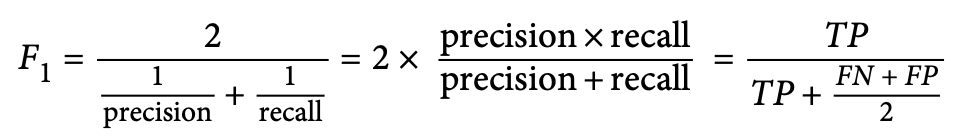 F₁ = 2 / (1/precision + 1/recall) = 2 × (precision × recall) / (precision + recall) = TP / (TP + (FN + FP)/2)